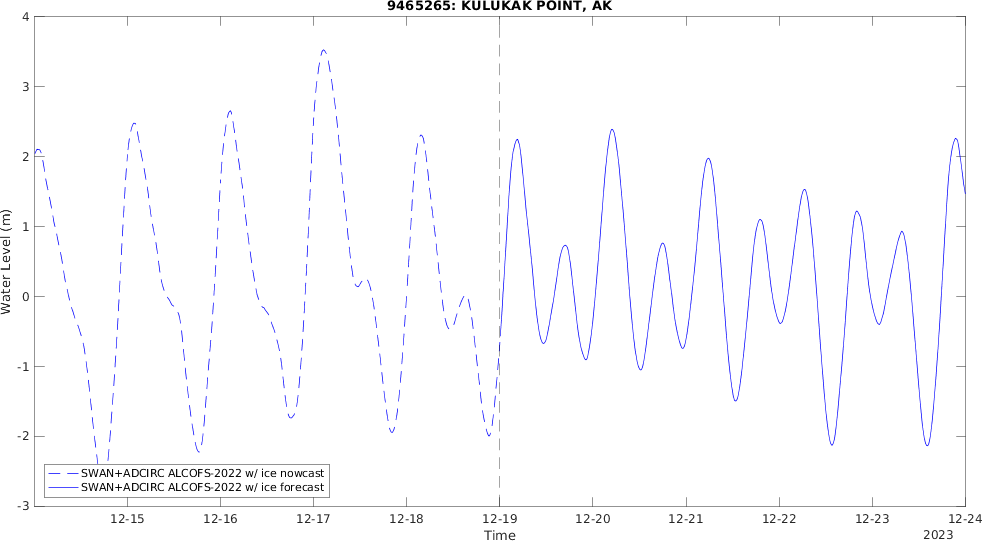 9465265: KULUKAK POINT, AK
Water Level (m)
4
3
2
1
0
-1
-2
-3
SWAN+ADCIRC ALCOFS-2022 w/ ice nowcast
SWAN+ADCIRC ALCOFS-2022 w/ ice forecast
12-15 12-16 12-17 12-18 12-19 12-20 12-21 12-22 12-23 12-24
Time
2023